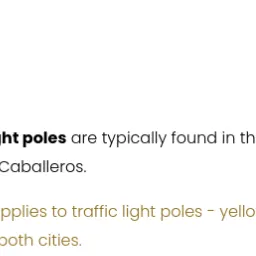 ght poles are typically found in th
Caballeros.
pplies to traffic light poles - yello
both cities.